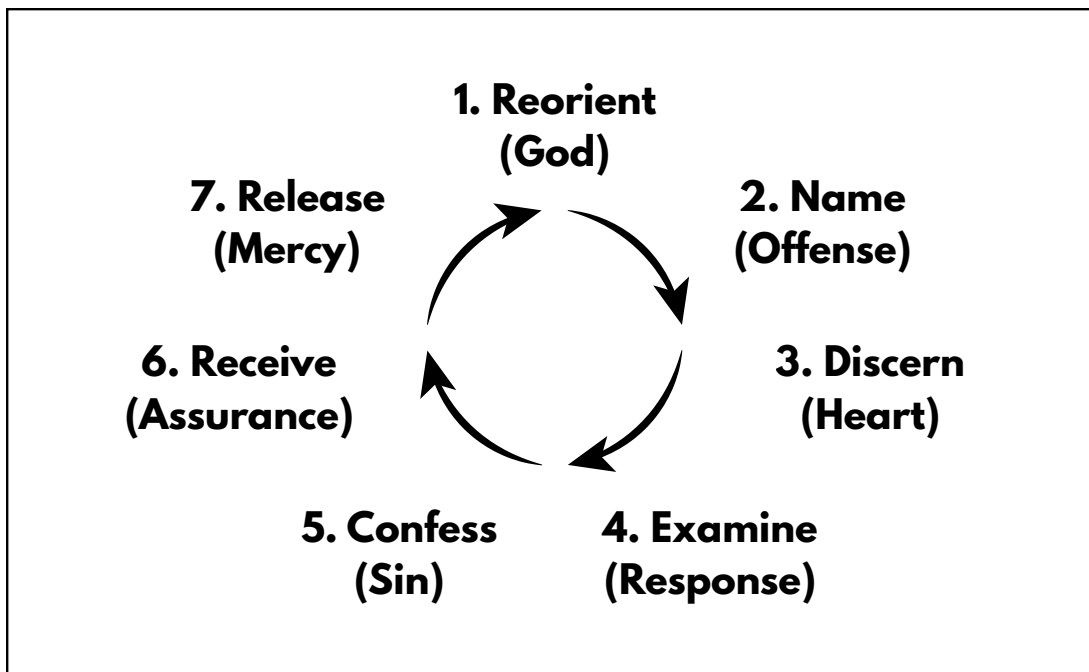 1. Reorient
(God)
2. Name
(Offense)
3. Discern
(Heart)
4. Examine
(Response)
5. Confess
(Sin)
6. Receive
(Assurance)
7. Release
(Mercy)